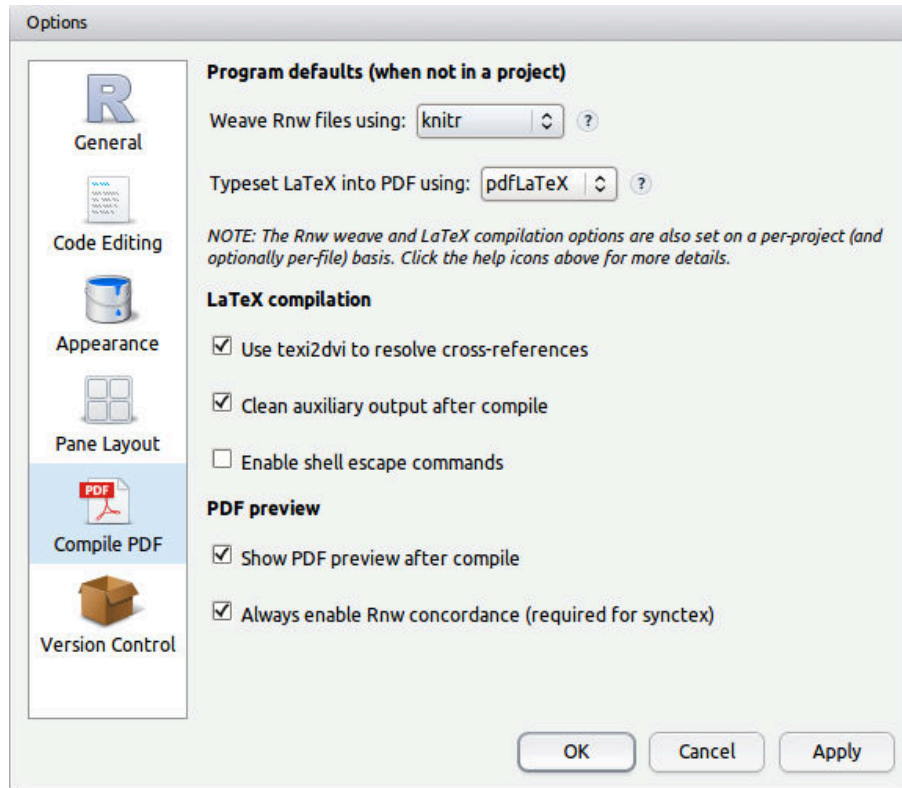 Options
General
Code Editing
Appearance
Pane Layout
PDF
Compile PDF
Version Control
Program defaults (when not in a project)
Weave Rnw files using: knitr ?
Typeset LaTeX into PDF using: pdfLaTeX ?
NOTE: The Rnw weave and LaTeX compilation options are also set on a per-project (and
optionally per-file) basis. Click the help icons above for more details.
LaTeX compilation
Use texi2dvi to resolve cross-references
Clean auxiliary output after compile
Enable shell escape commands
PDF preview
Show PDF preview after compile
Always enable Rnw concordance (required for synctex)
OK Cancel Apply